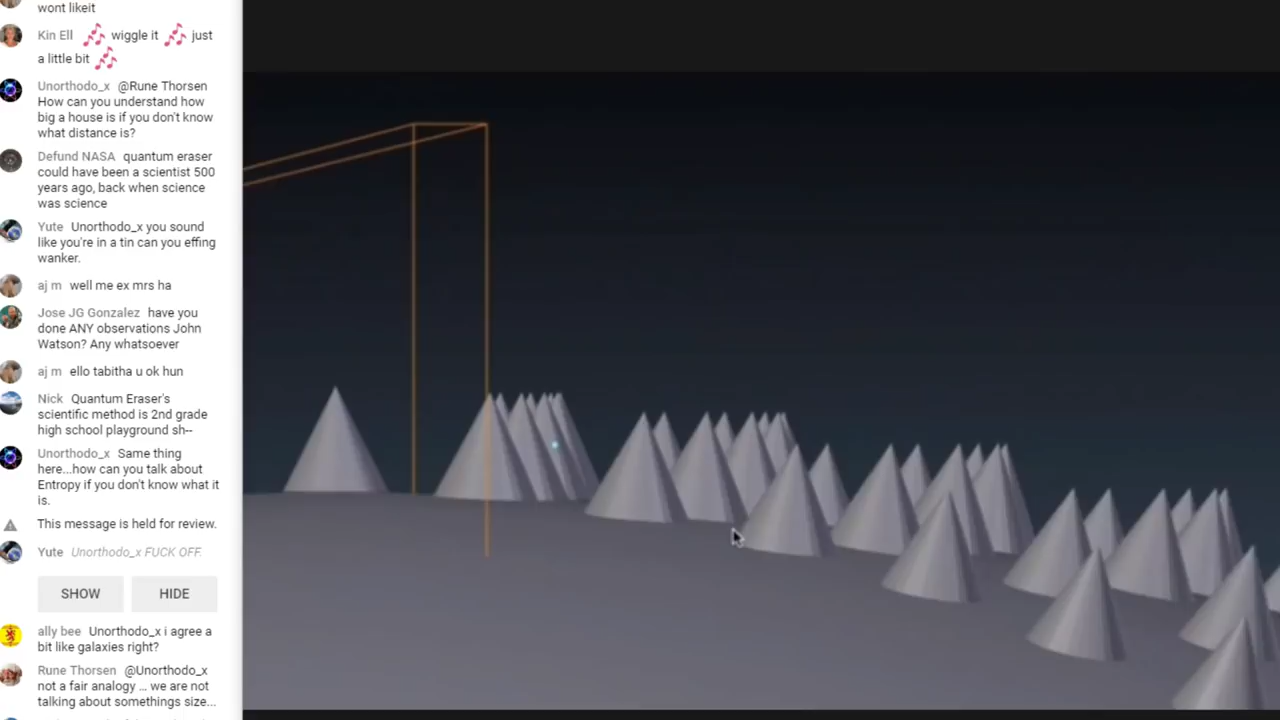 wont likeit
Kin Ell wiggle it just
a little bit
Unorthodo_x @Rune Thorsen
How can you understand how
big a house is if you don't know
what distance is?
Defund NASA quantum eraser
could have been a scientist 500
years ago, back when science
was science
Yute Unorthodo_x you sound
like you're in a tin can you effing
wanker.
aj m well me ex mrs ha
Jose JG Gonzalez have you
done ANY observations John
Watson? Any whatsoever
aj m ello tabitha u ok hun
Nick Quantum Eraser's
scientific method is 2nd grade
high school playground sh--
Unorthodo_x Same thing
here...how can you talk about
Entropy if you don't know what it
is.
This message is held for review.
Yute Unorthodo_x FUCK OFF.
SHOW HIDE
ally bee Unorthodo_x i agree a
bit like galaxies right?
Rune Thorsen @Unorthodo_x
not a fair analogy ... we are not
talking about somethings size...